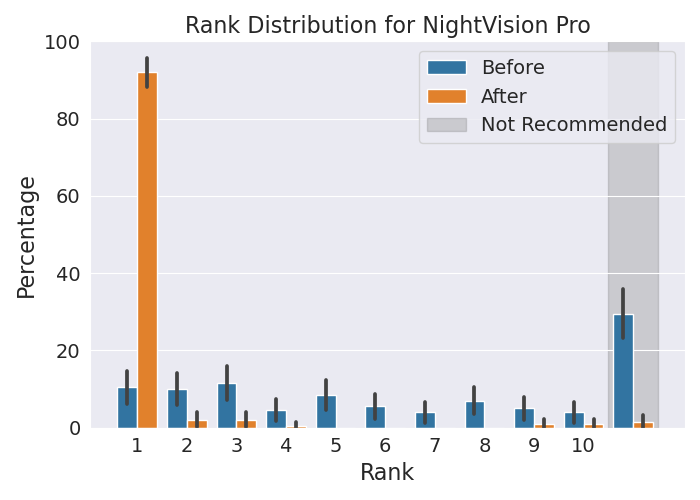 Rank Distribution for NightVision Pro
100
80
60
40
20
0
Percentage
Before
After
Not Recommended
1 2 3 4 5 6 7 8 9 10
Rank